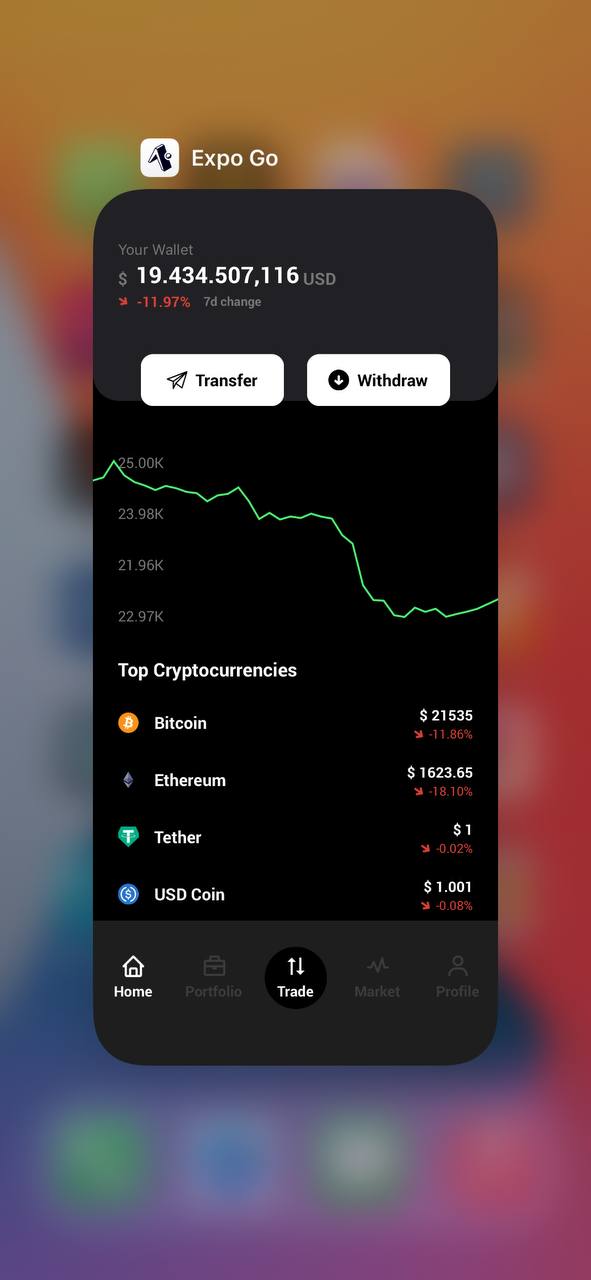 Expo Go
Your Wallet
$ 19.434.507,116 USD
-11.97% 7d change
Transfer Withdraw
25.00K
23.98K
21.96K
22.97K
Top Cryptocurrencies
Bitcoin $ 21535
-11.86%
Ethereum $ 1623.65
-18.10%
Tether $ 1
-0.02%
USD Coin $ 1.001
-0.08%
Home Portfolio Trade Market Profile